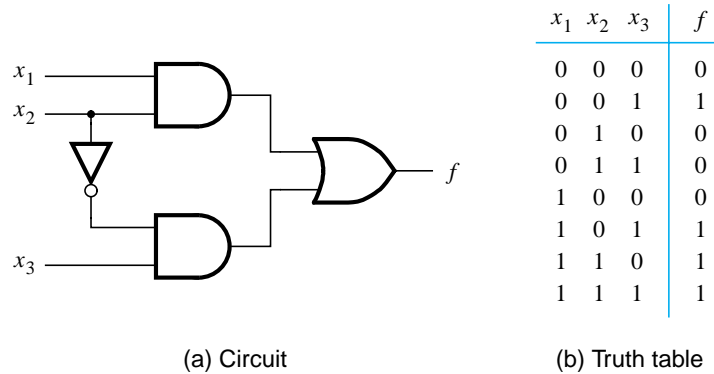 x1
x2
x3
f
(a) Circuit
x1 x2 x3 f
0 0 0 0
0 0 1 1
0 1 0 0
0 1 1 0
1 0 0 0
1 0 1 1
1 1 0 1
1 1 1 1
(b) Truth table